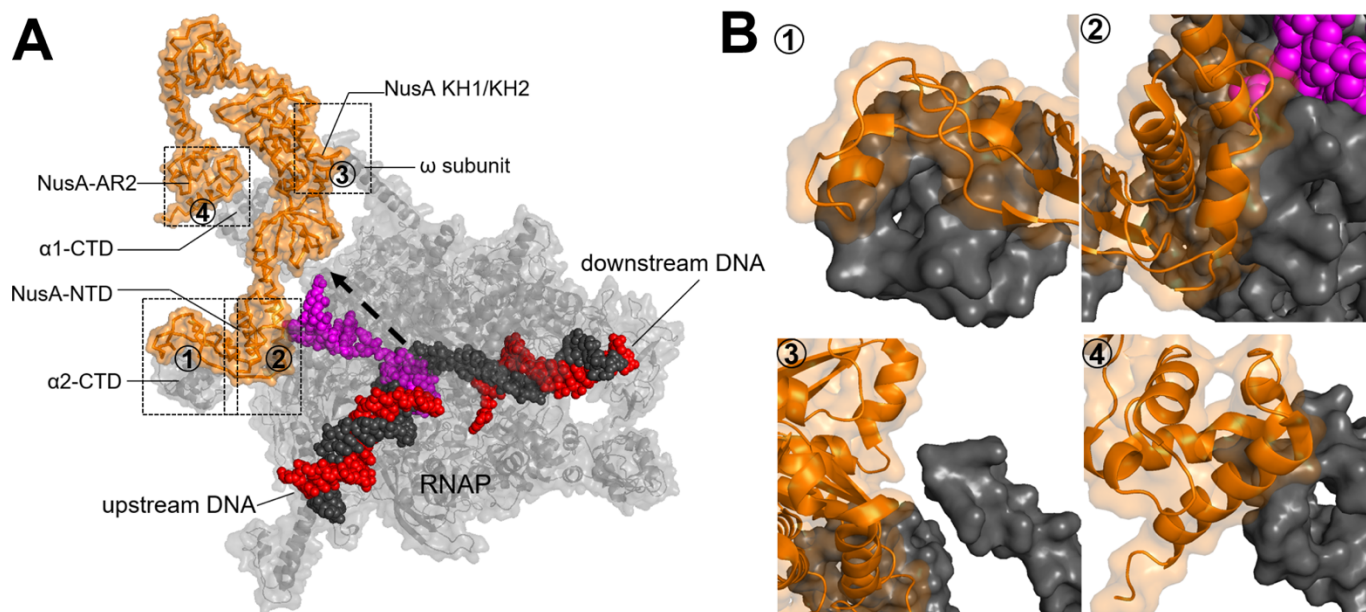 A
B
①
②
NusA KH1/KH2
③
ω subunit
NusA-AR2
④
α1-CTD
downstream DNA
NusA-NTD
①
②
α2-CTD
③
④
RNAP
upstream DNA